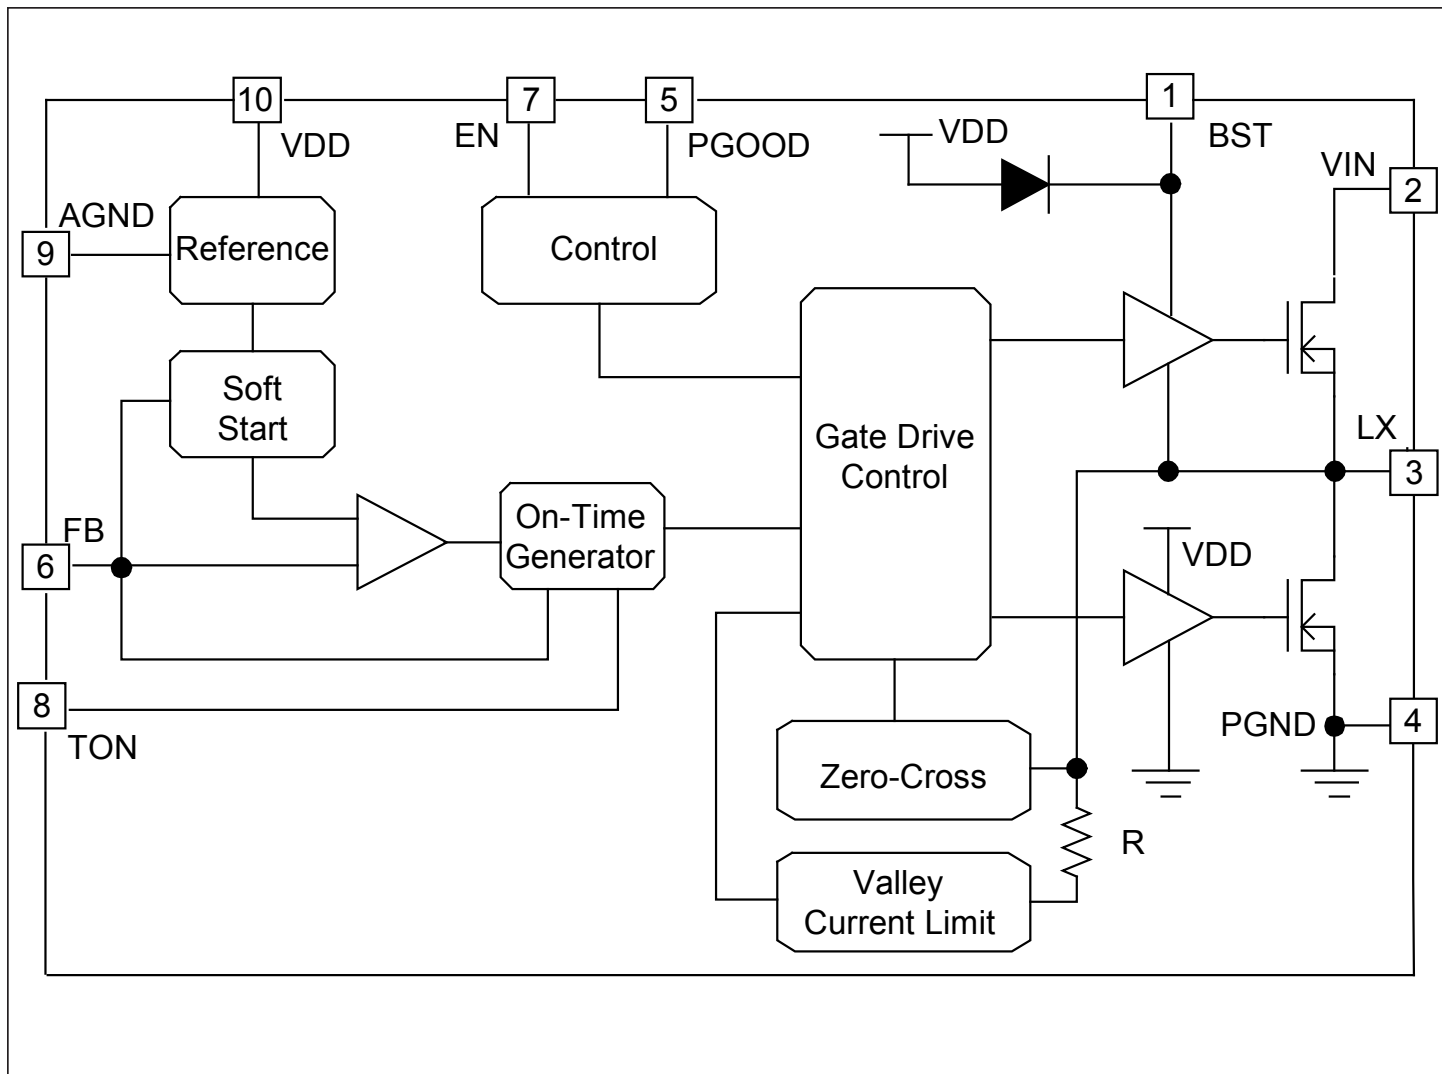 10
7
5
1
VDD
EN
PGOOD
VDD
BST
VIN
2
AGND
9
Reference
Control
Soft
Start
Gate Drive
Control
LX
3
FB
6
On-Time
Generator
VDD
8
TON
PGND
4
Zero-Cross
R
Valley
Current Limit